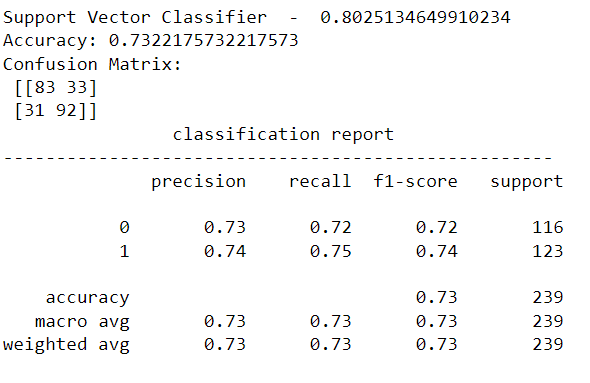 Support Vector Classifier  -  0.8025134649910234
Accuracy: 0.7322175732217573
Confusion Matrix:
 [[83 33]
 [31 92]]
                classification report
----------------------------------------------------
              precision    recall  f1-score   support

           0       0.73      0.72      0.72       116
           1       0.74      0.75      0.74       123

    accuracy                           0.73       239
   macro avg       0.73      0.73      0.73       239
weighted avg       0.73      0.73      0.73       239